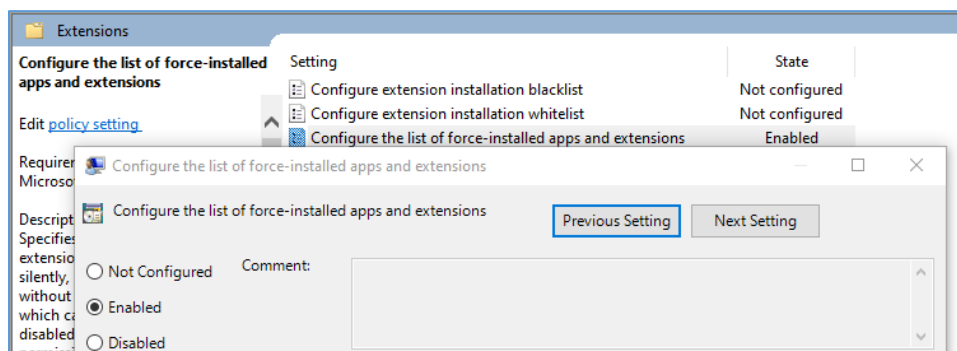 Extensions
Configure the list of force-installed
apps and extensions
Edit policy setting
Microso
Descript
Specifies
extensio
silently,
without
which ca
disabled
Setting State
Configure extension installation blacklist Not configured
Configure extension installation whitelist Not configured
Configure the list of force-installed apps and extensions Enabled
Configure the list of force-installed apps and extensions
Configure the list of force-installed apps and extensions
Previous Setting Next Setting
Not Configured Comment:
Enabled
Disabled